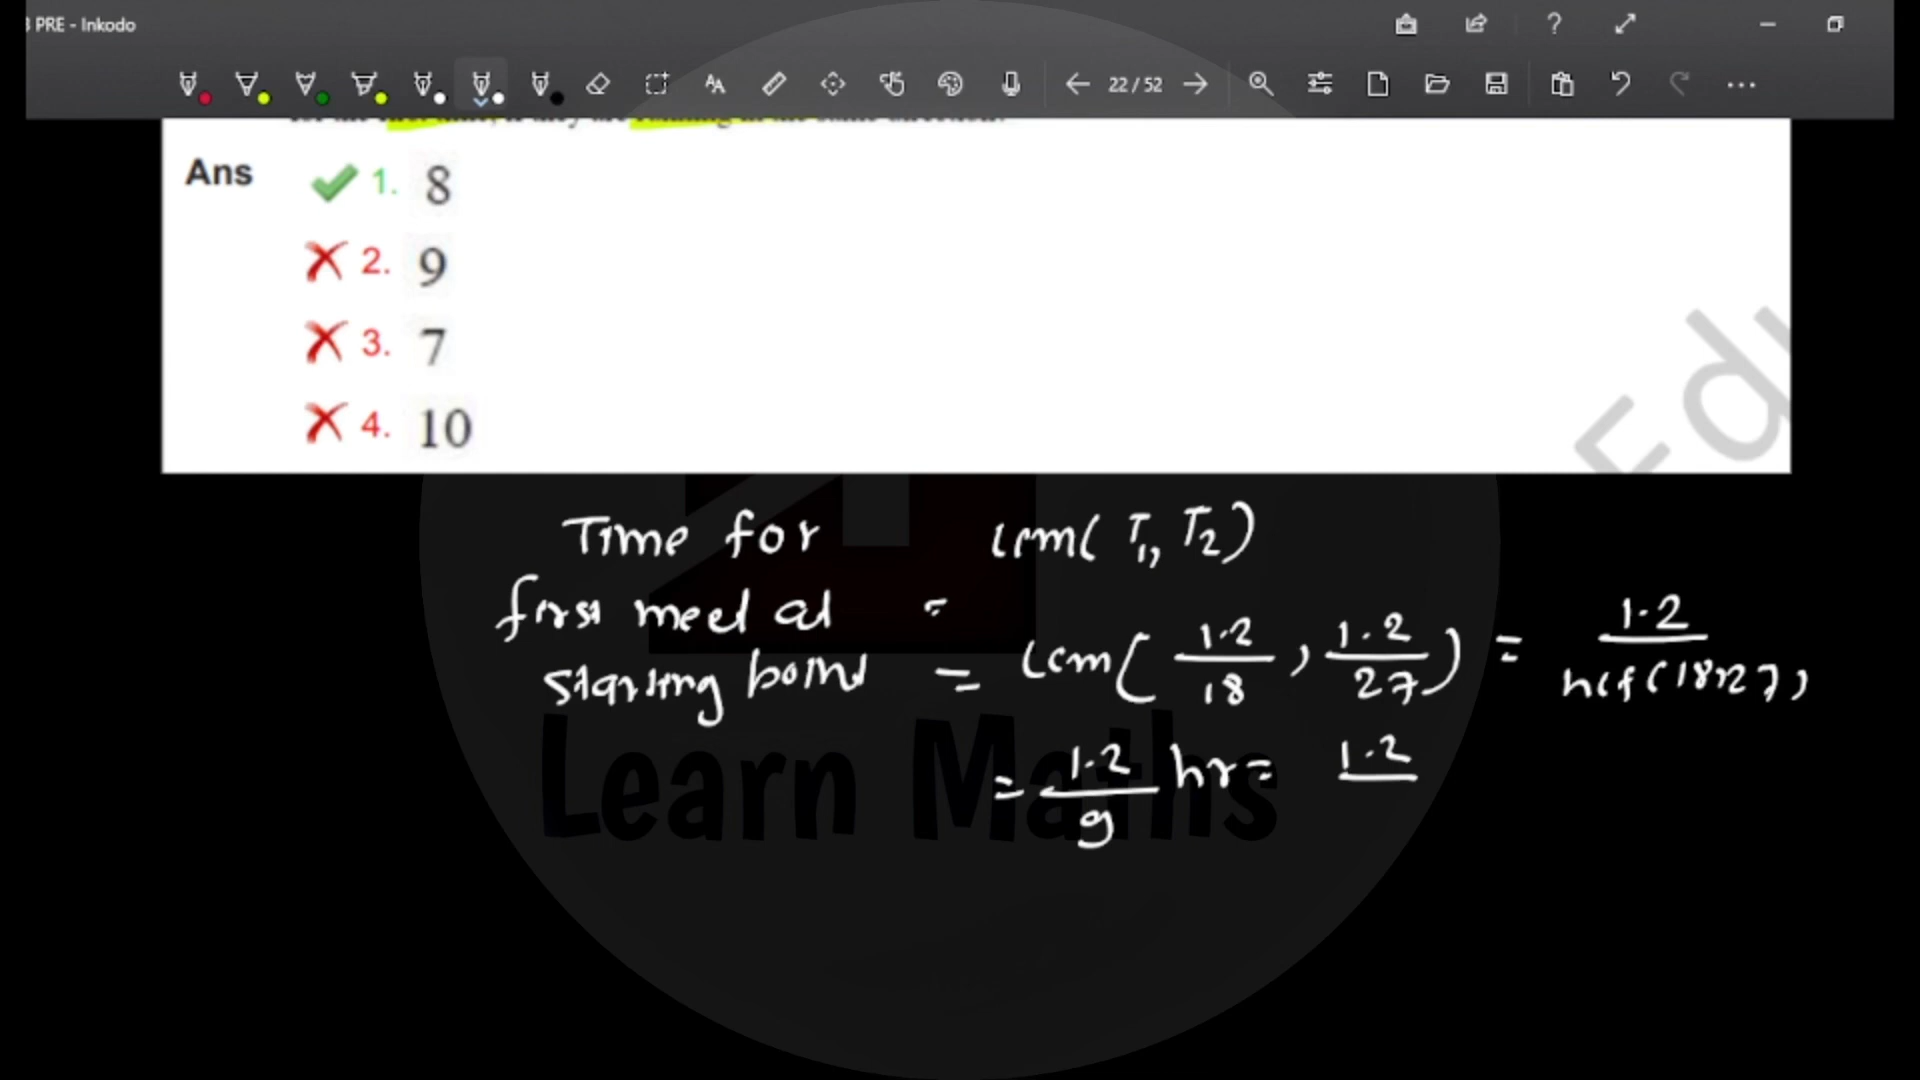 PRE - Inkodo
22 / 52
Ans
1. 8
2. 9
3. 7
4. 10
Edu
Time for
first meet at
starting point
= lcm( T1, T2)
= lcm( 1.2/18 , 1.2/27 ) = 1.2/hcf(18,27)
= 1.2/9 hr = 1.2
Learn Maths